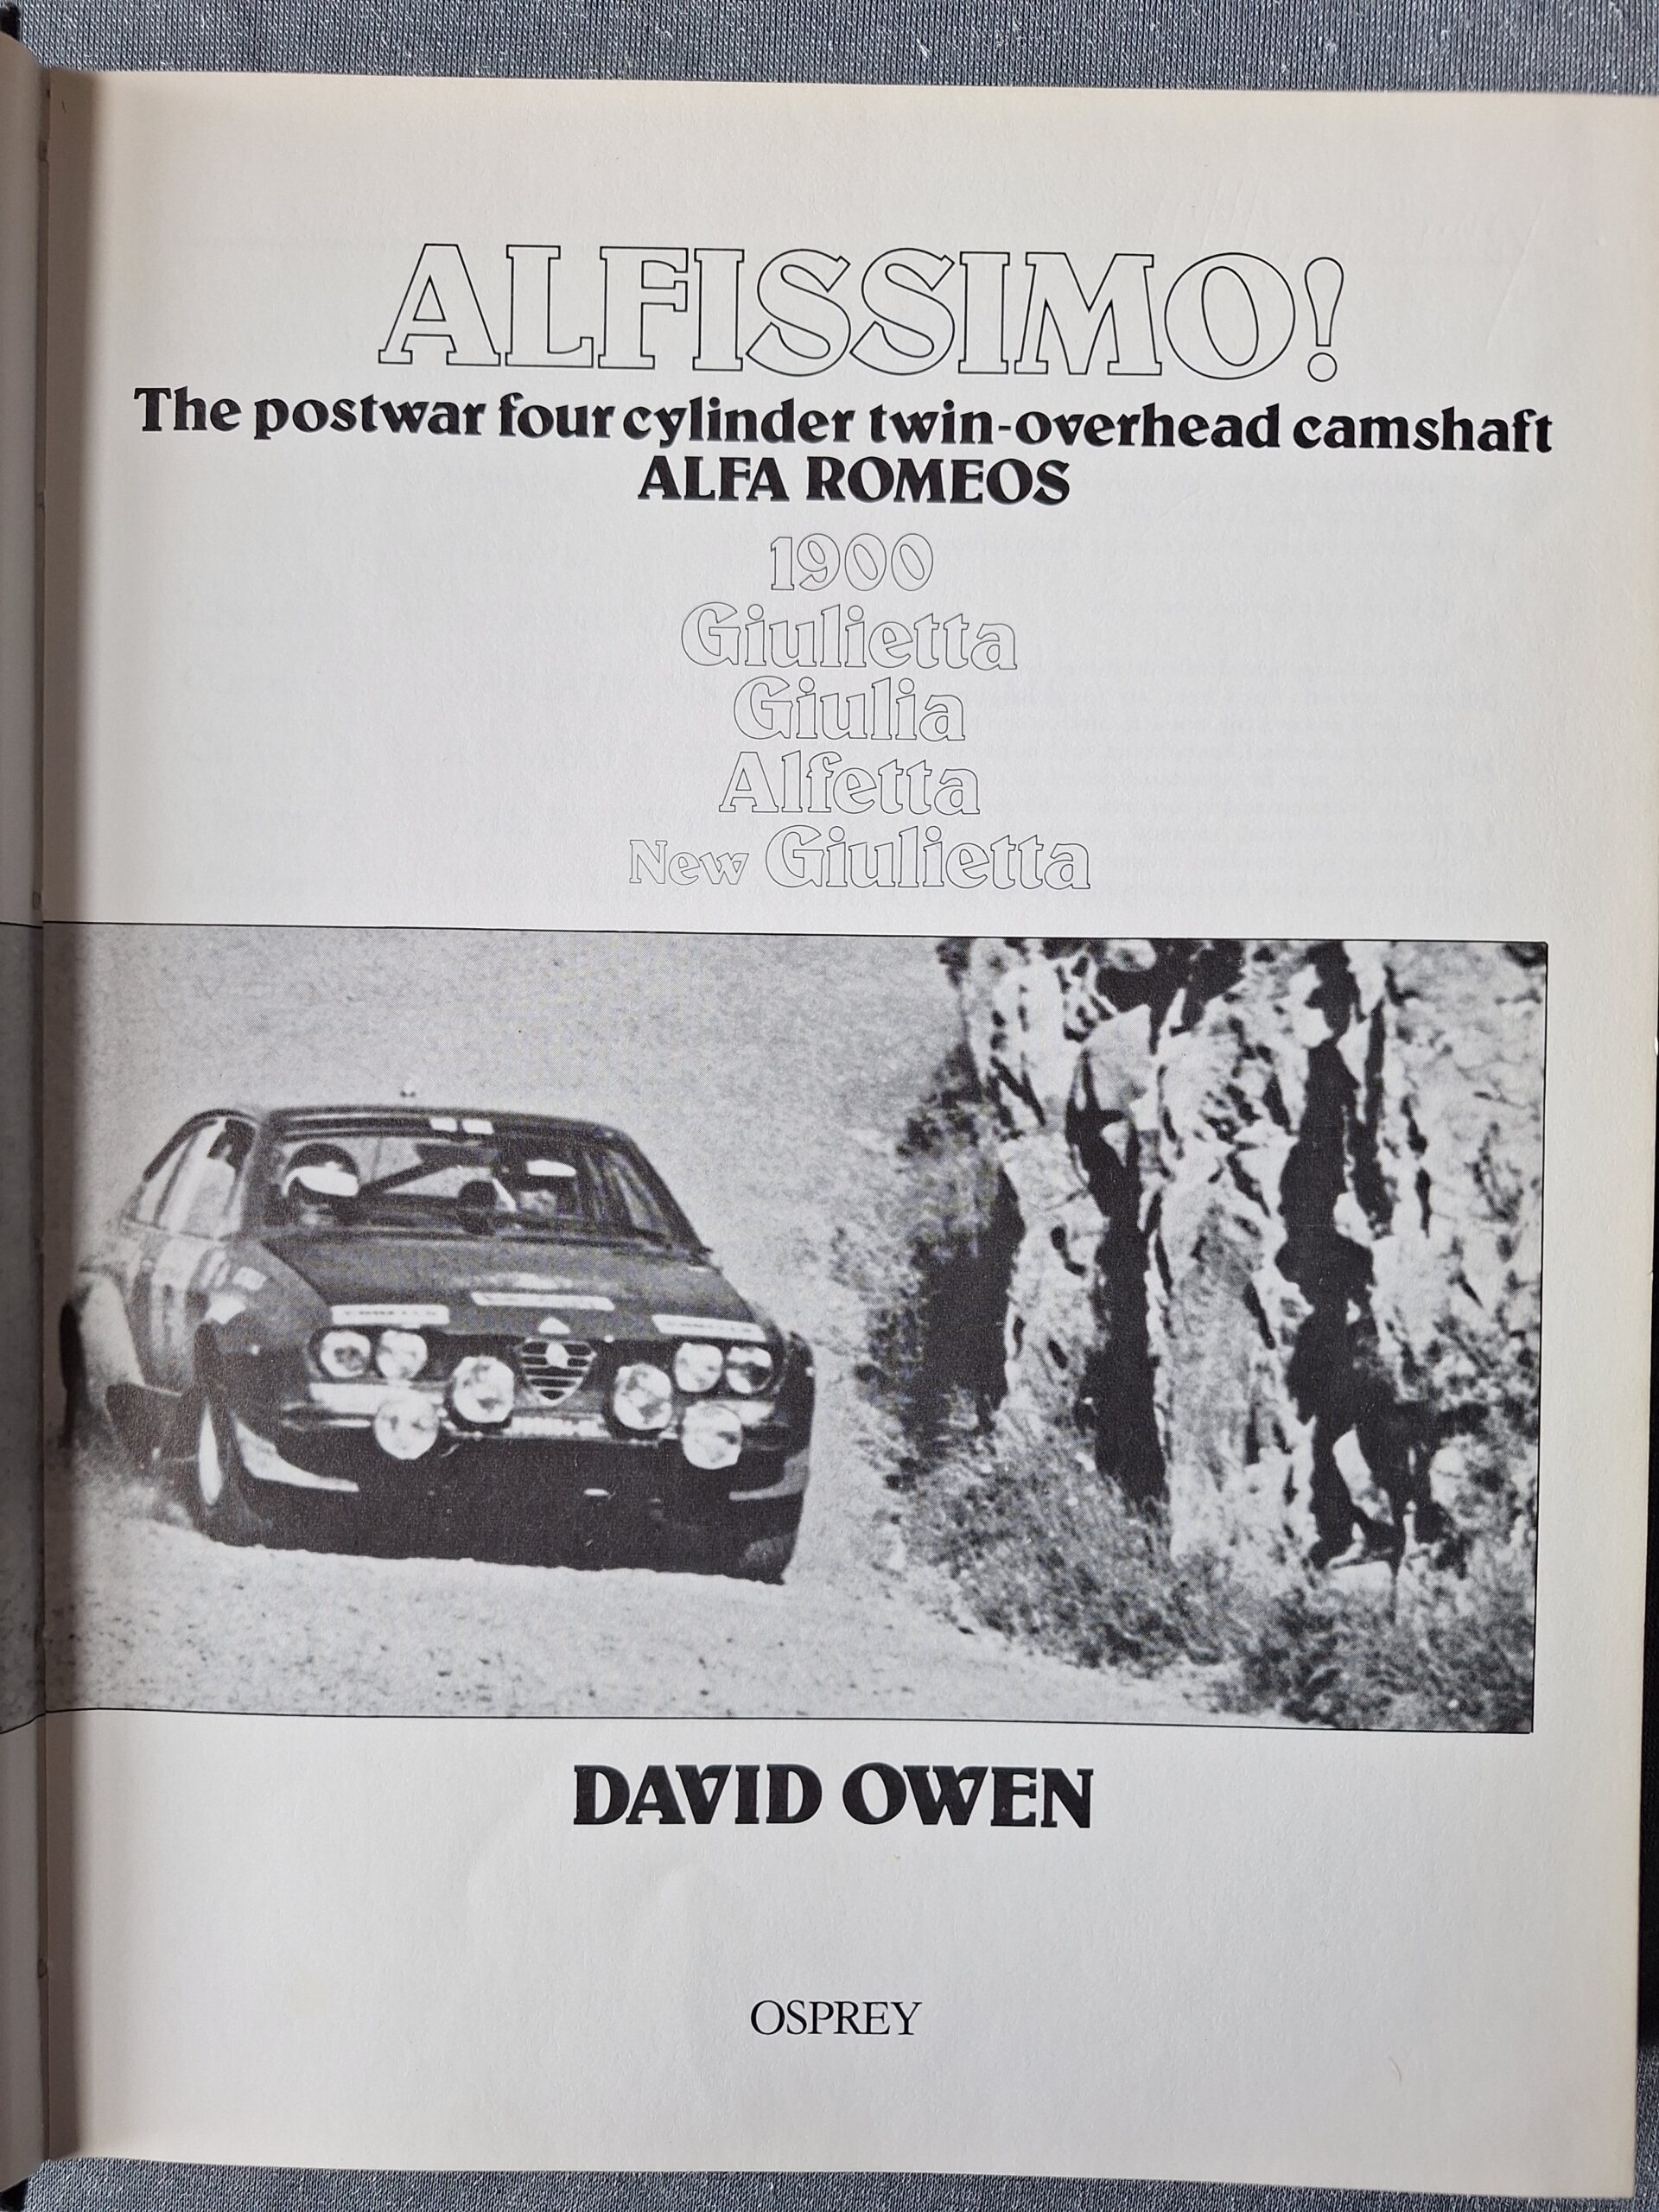 ALFISSIMO!
The postwar four cylinder twin-overhead camshaft
ALFA ROMEOS
1900
Giulietta
Giulia
Alfetta
New Giulietta
DAVID OWEN
OSPREY